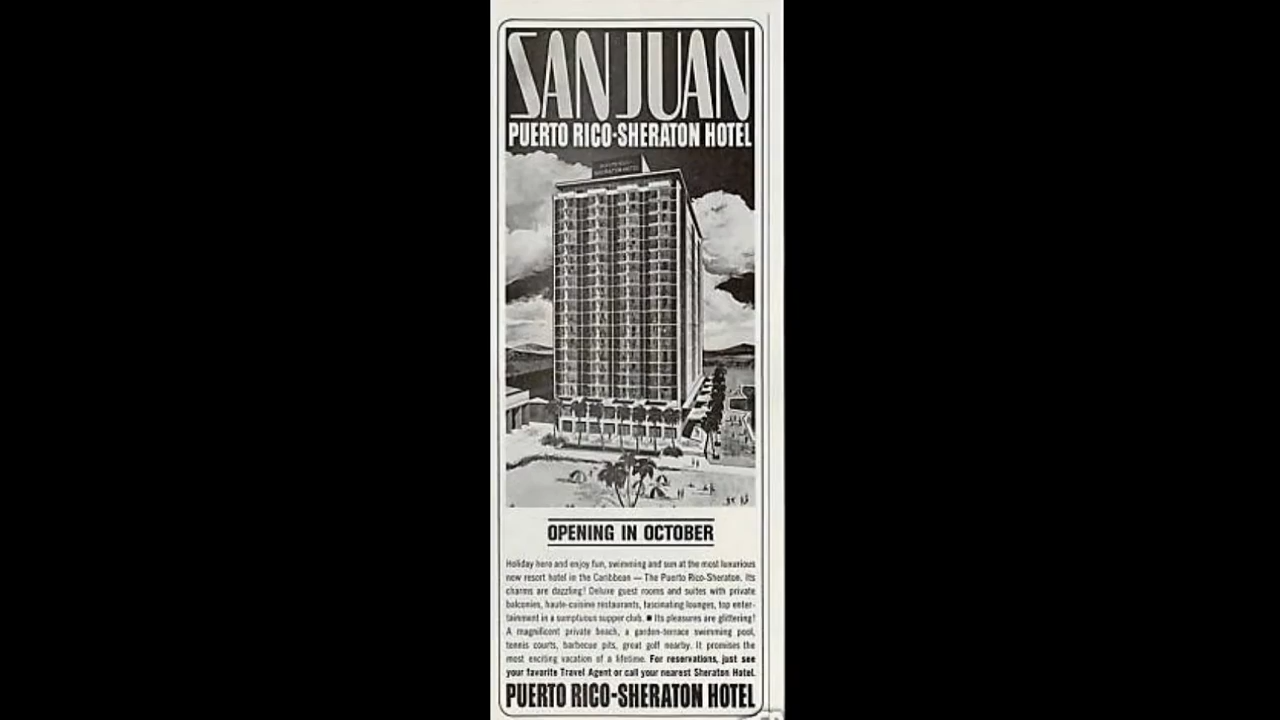 SAN JUAN
PUERTO RICO-SHERATON HOTEL
SHERATON HOTEL
OPENING IN OCTOBER
Holiday here and enjoy fun, swimming and sun at the most luxurious
new resort hotel in the Caribbean — The Puerto Rico-Sheraton. Its
charms are dazzling! Deluxe guest rooms and suites with private
balconies, haute-cuisine restaurants, fascinating lounges, top enter-
tainment in a sumptuous supper club. ■ Its pleasures are glittering!
A magnificent private beach, a garden-terrace swimming pool,
tennis courts, barbecue pits, great golf nearby. It promises the
most exciting vacation of a lifetime. For reservations, just see
your favorite Travel Agent or call your nearest Sheraton Hotel.
PUERTO RICO-SHERATON HOTEL